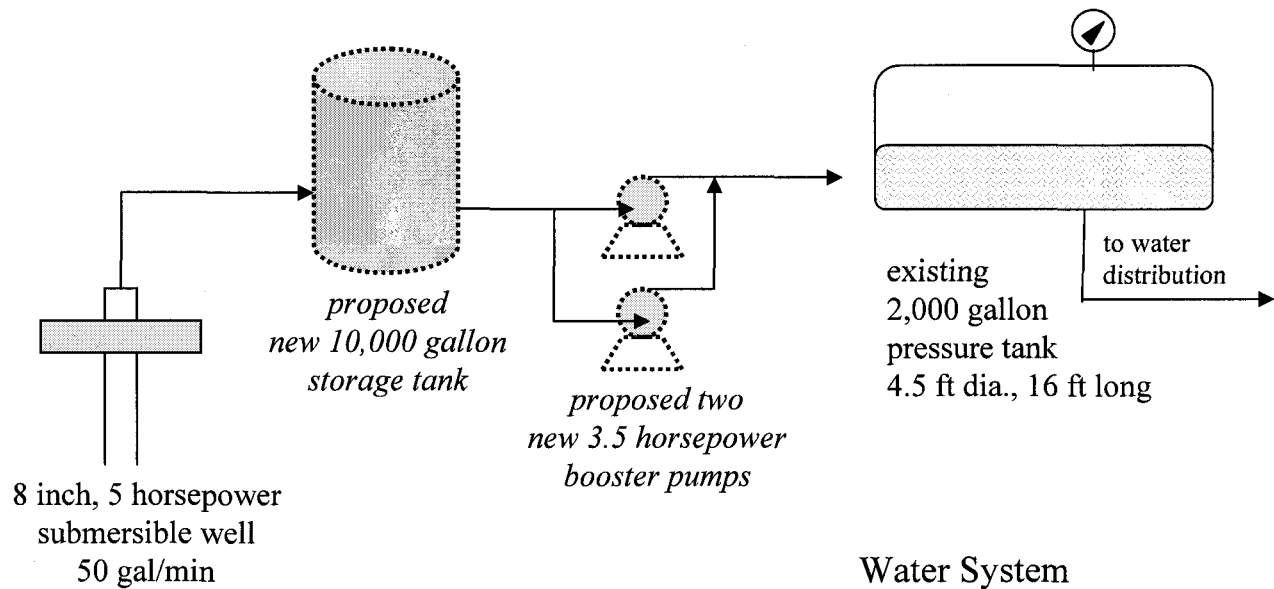 proposed
new 10,000 gallon
storage tank
8 inch, 5 horsepower
submersible well
50 gal/min
proposed two
new 3.5 horsepower
booster pumps
existing
2,000 gallon
pressure tank
4.5 ft dia., 16 ft long
to water
distribution
Water System